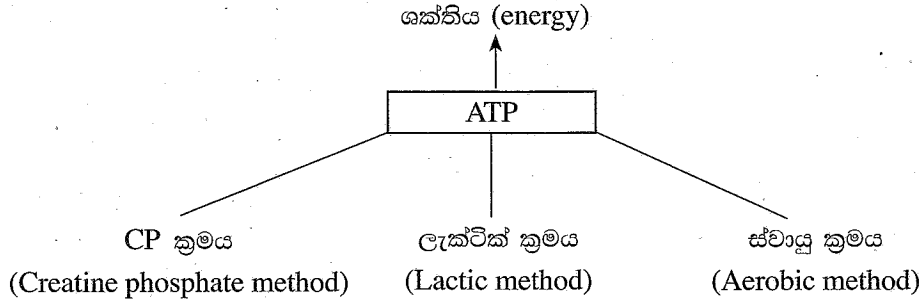 ශක්තිය (energy)
ATP
CP ක්‍රමය
ලැක්ටික් ක්‍රමය
ස්වායු ක්‍රමය
(Creatine phosphate method)
(Lactic method)
(Aerobic method)